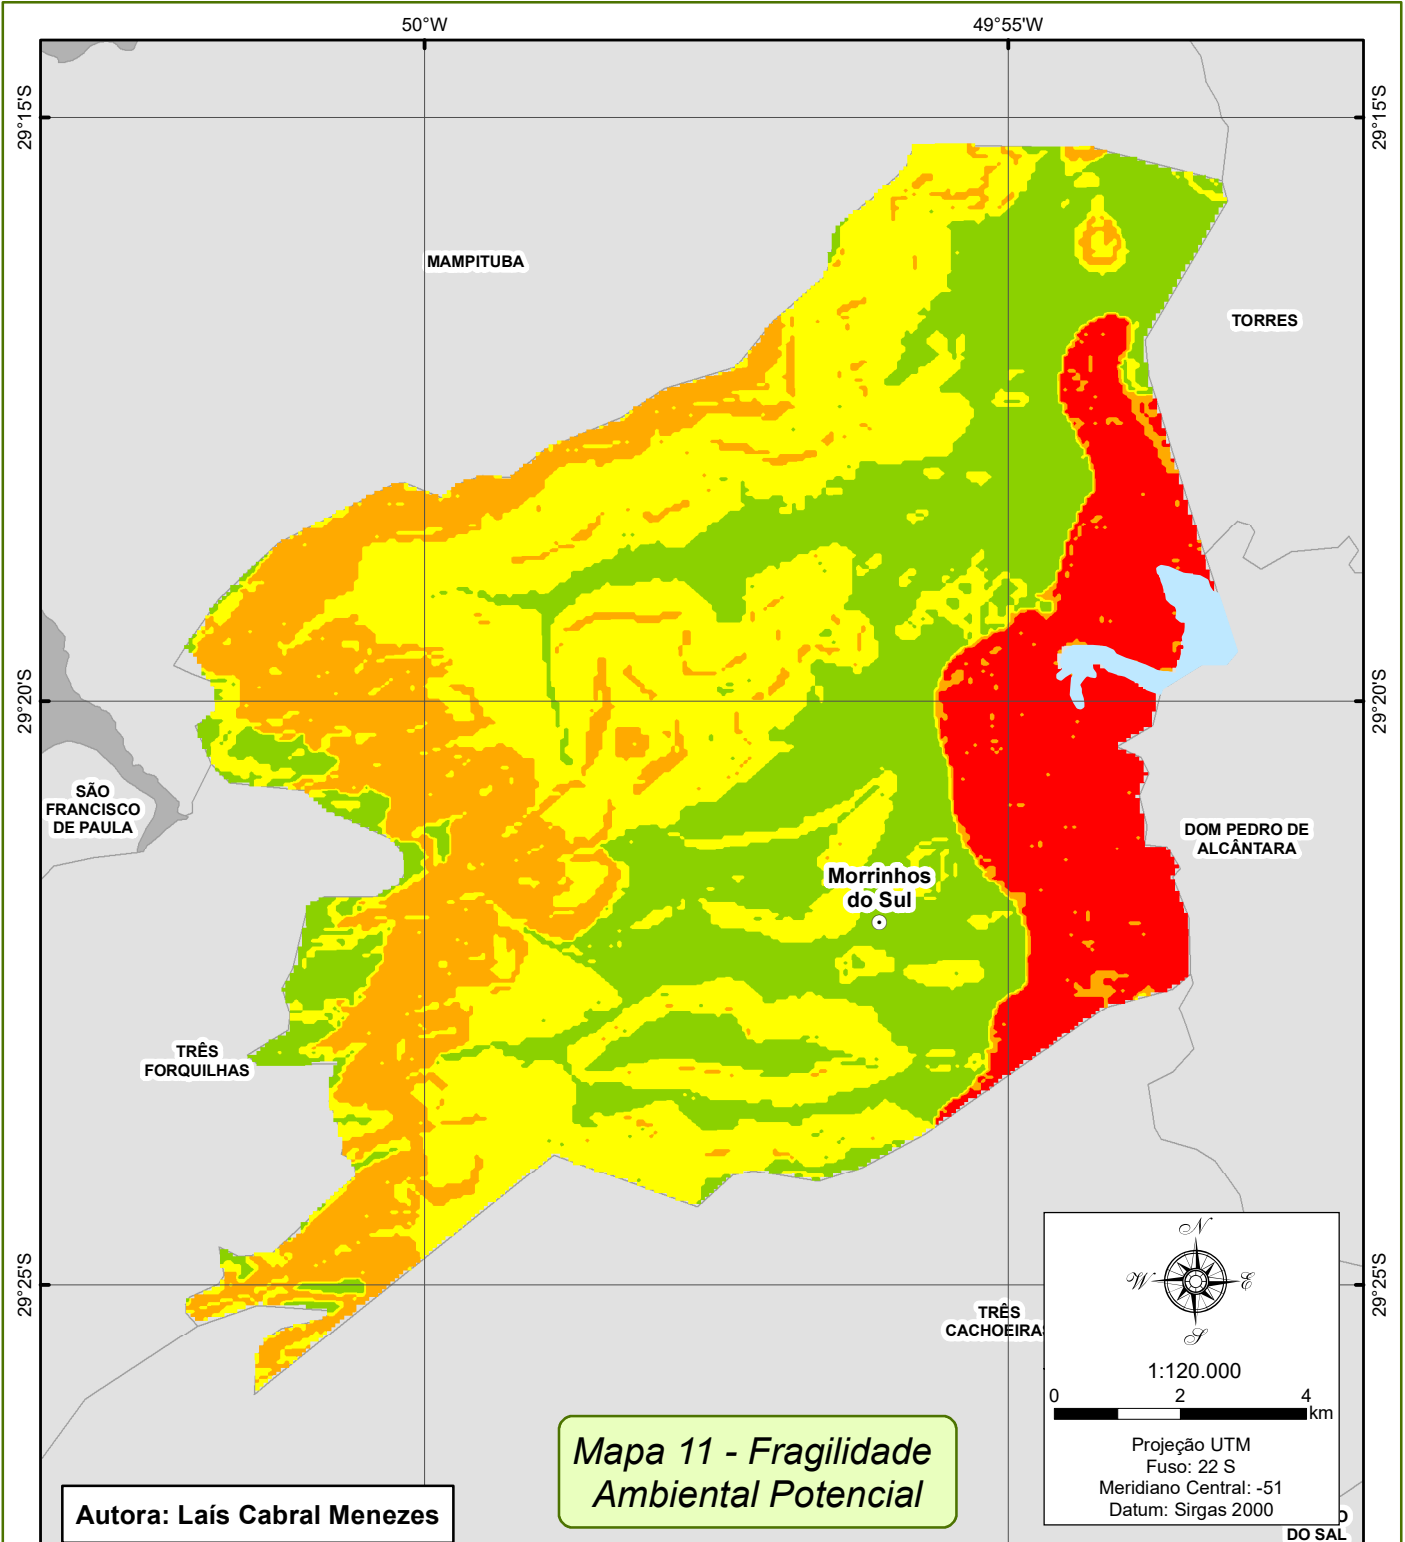 50°W
49°55'W
29°15'S
29°15'S
MAMPITUBA
TORRES
29°20'S
29°20'S
SÃO
FRANCISCO
DE PAULA
DOM PEDRO DE
ALCÂNTARA
Morrinhos
do Sul
TRÊS
FORQUILHAS
29°25'S
29°25'S
TRÊS
CACHOEIRAS
N
W
E
S
1:120.000
0 2 4
km
Projeção UTM
Fuso: 22 S
Meridiano Central: -51
Datum: Sirgas 2000
Mapa 11 - Fragilidade
Ambiental Potencial
Autora: Laís Cabral Menezes
DO SAL